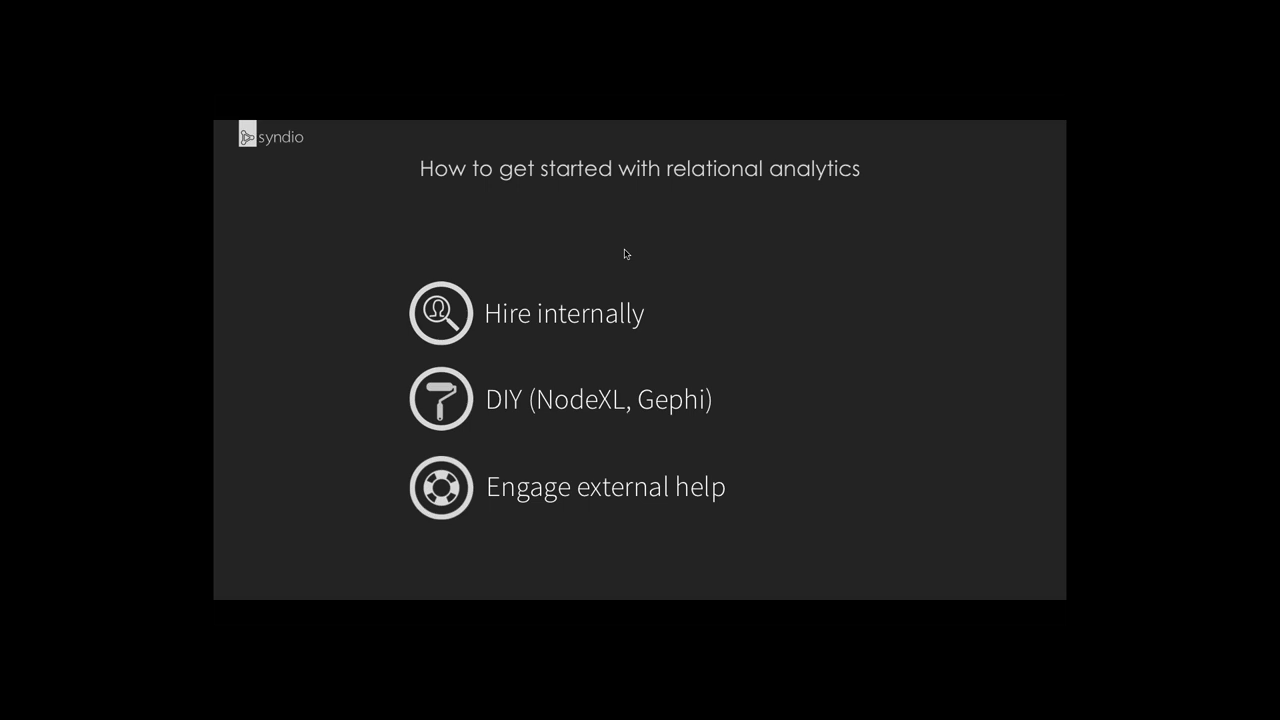 syndio
How to get started with relational analytics
Hire internally
DIY (NodeXL, Gephi)
Engage external help